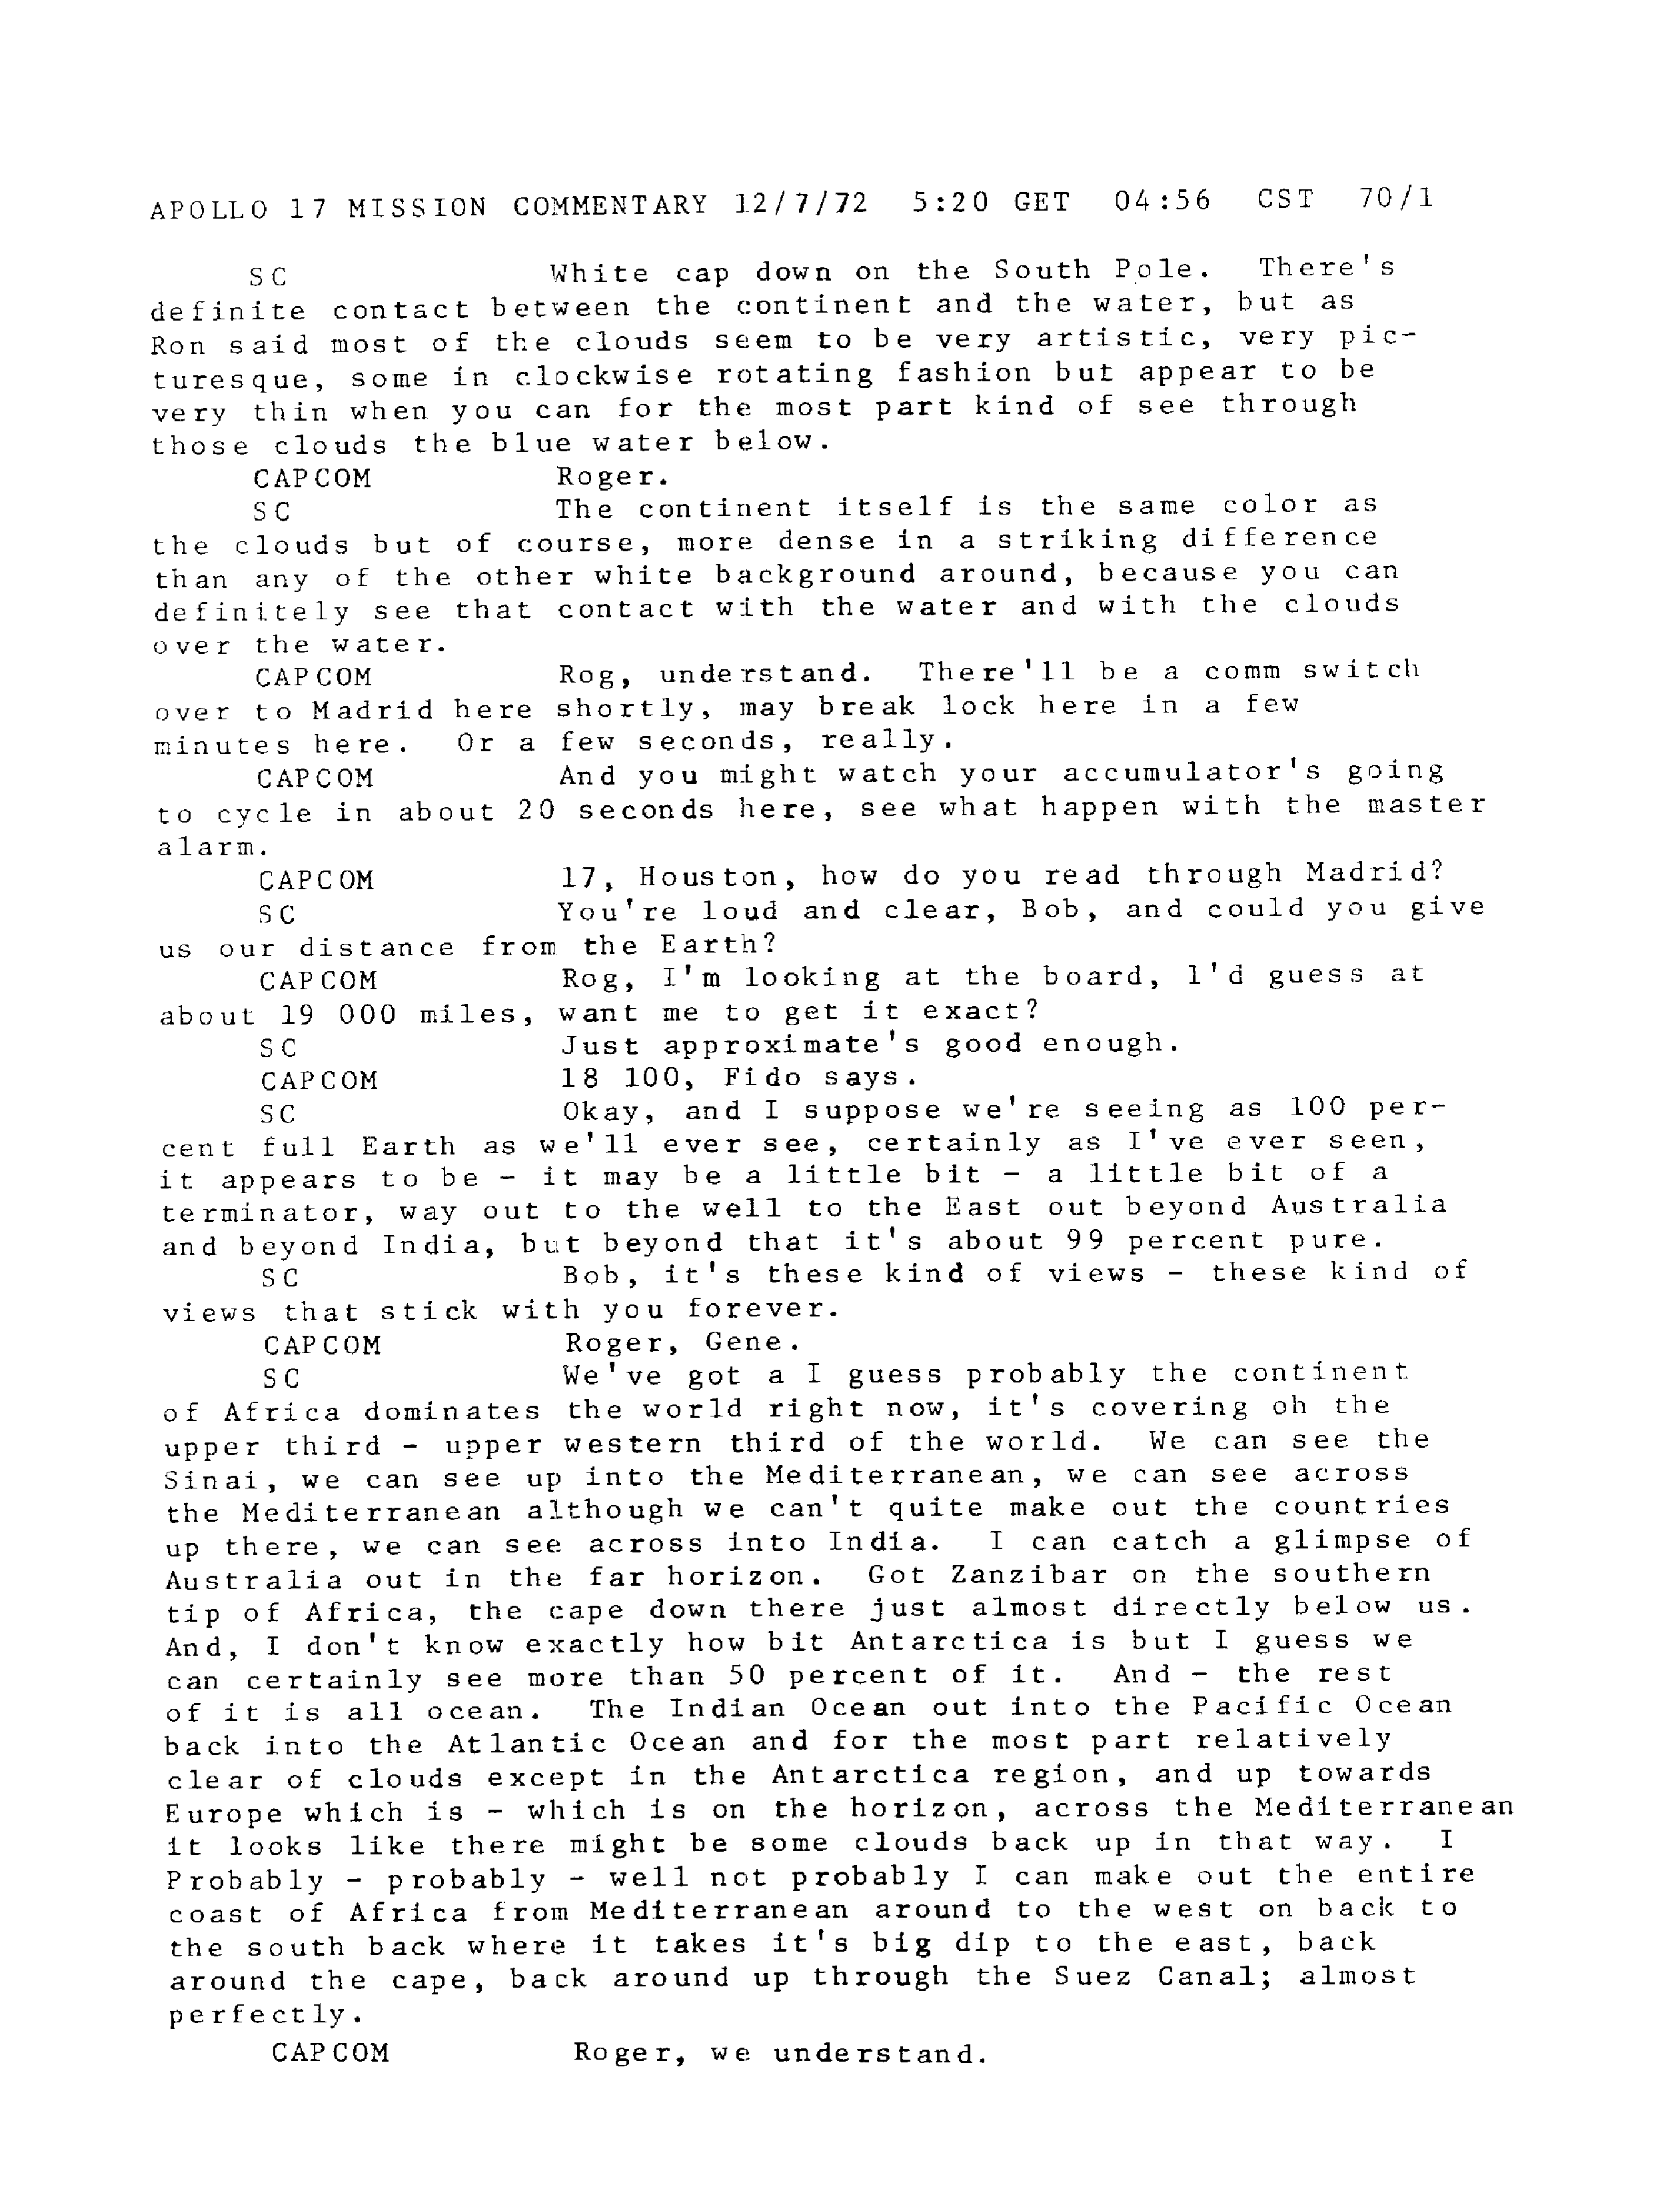 APOLLO 17 MISSION COMMENTARY 12/7/72 5:20 GET 04:56 CST 70/1
SC White cap down on the South Pole. There's
definite contact between the continent and the water, but as
Ron said most of the clouds seem to be very artistic, very pic-
turesque, some in clockwise rotating fashion but appear to be
very thin when you can for the most part kind of see through
those clouds the blue water below.
CAPCOM Roger.
SC The continent itself is the same color as
the clouds but of course, more dense in a striking difference
than any of the other white background around, because you can
definitely see that contact with the water and with the clouds
over the water.
CAPCOM Rog, understand. There'll be a comm switch
over to Madrid here shortly, may break lock here in a few
minutes here. Or a few seconds, really.
CAPCOM And you might watch your accumulator's going
to cycle in about 20 seconds here, see what happen with the master
alarm.
CAPCOM 17, Houston, how do you read through Madrid?
SC You're loud and clear, Bob, and could you give
us our distance from the Earth?
CAPCOM Rog, I'm looking at the board, I'd guess at
about 19 000 miles, want me to get it exact?
SC Just approximate's good enough.
CAPCOM 18 100, Fido says.
SC Okay, and I suppose we're seeing as 100 per-
cent full Earth as we'll ever see, certainly as I've ever seen,
it appears to be - it may be a little bit - a little bit of a
terminator, way out to the well to the East out beyond Australia
and beyond India, but beyond that it's about 99 percent pure.
SC Bob, it's these kind of views - these kind of
views that stick with you forever.
CAPCOM Roger, Gene.
SC We've got a I guess probably the continent
of Africa dominates the world right now, it's covering oh the
upper third - upper western third of the world. We can see the
Sinai, we can see up into the Mediterranean, we can see across
the Mediterranean although we can't quite make out the countries
up there, we can see across into India. I can catch a glimpse of
Australia out in the far horizon. Got Zanzibar on the southern
tip of Africa, the cape down there just almost directly below us.
And, I don't know exactly how bit Antarctica is but I guess we
can certainly see more than 50 percent of it. And - the rest
of it is all ocean. The Indian Ocean out into the Pacific Ocean
back into the Atlantic Ocean and for the most part relatively
clear of clouds except in the Antarctica region, and up towards
Europe which is - which is on the horizon, across the Mediterranean
it looks like there might be some clouds back up in that way. I
Probably - probably - well not probably I can make out the entire
coast of Africa from Mediterranean around to the west on back to
the south back where it takes it's big dip to the east, back
around the cape, back around up through the Suez Canal; almost
perfectly.
CAPCOM Roger, we understand.